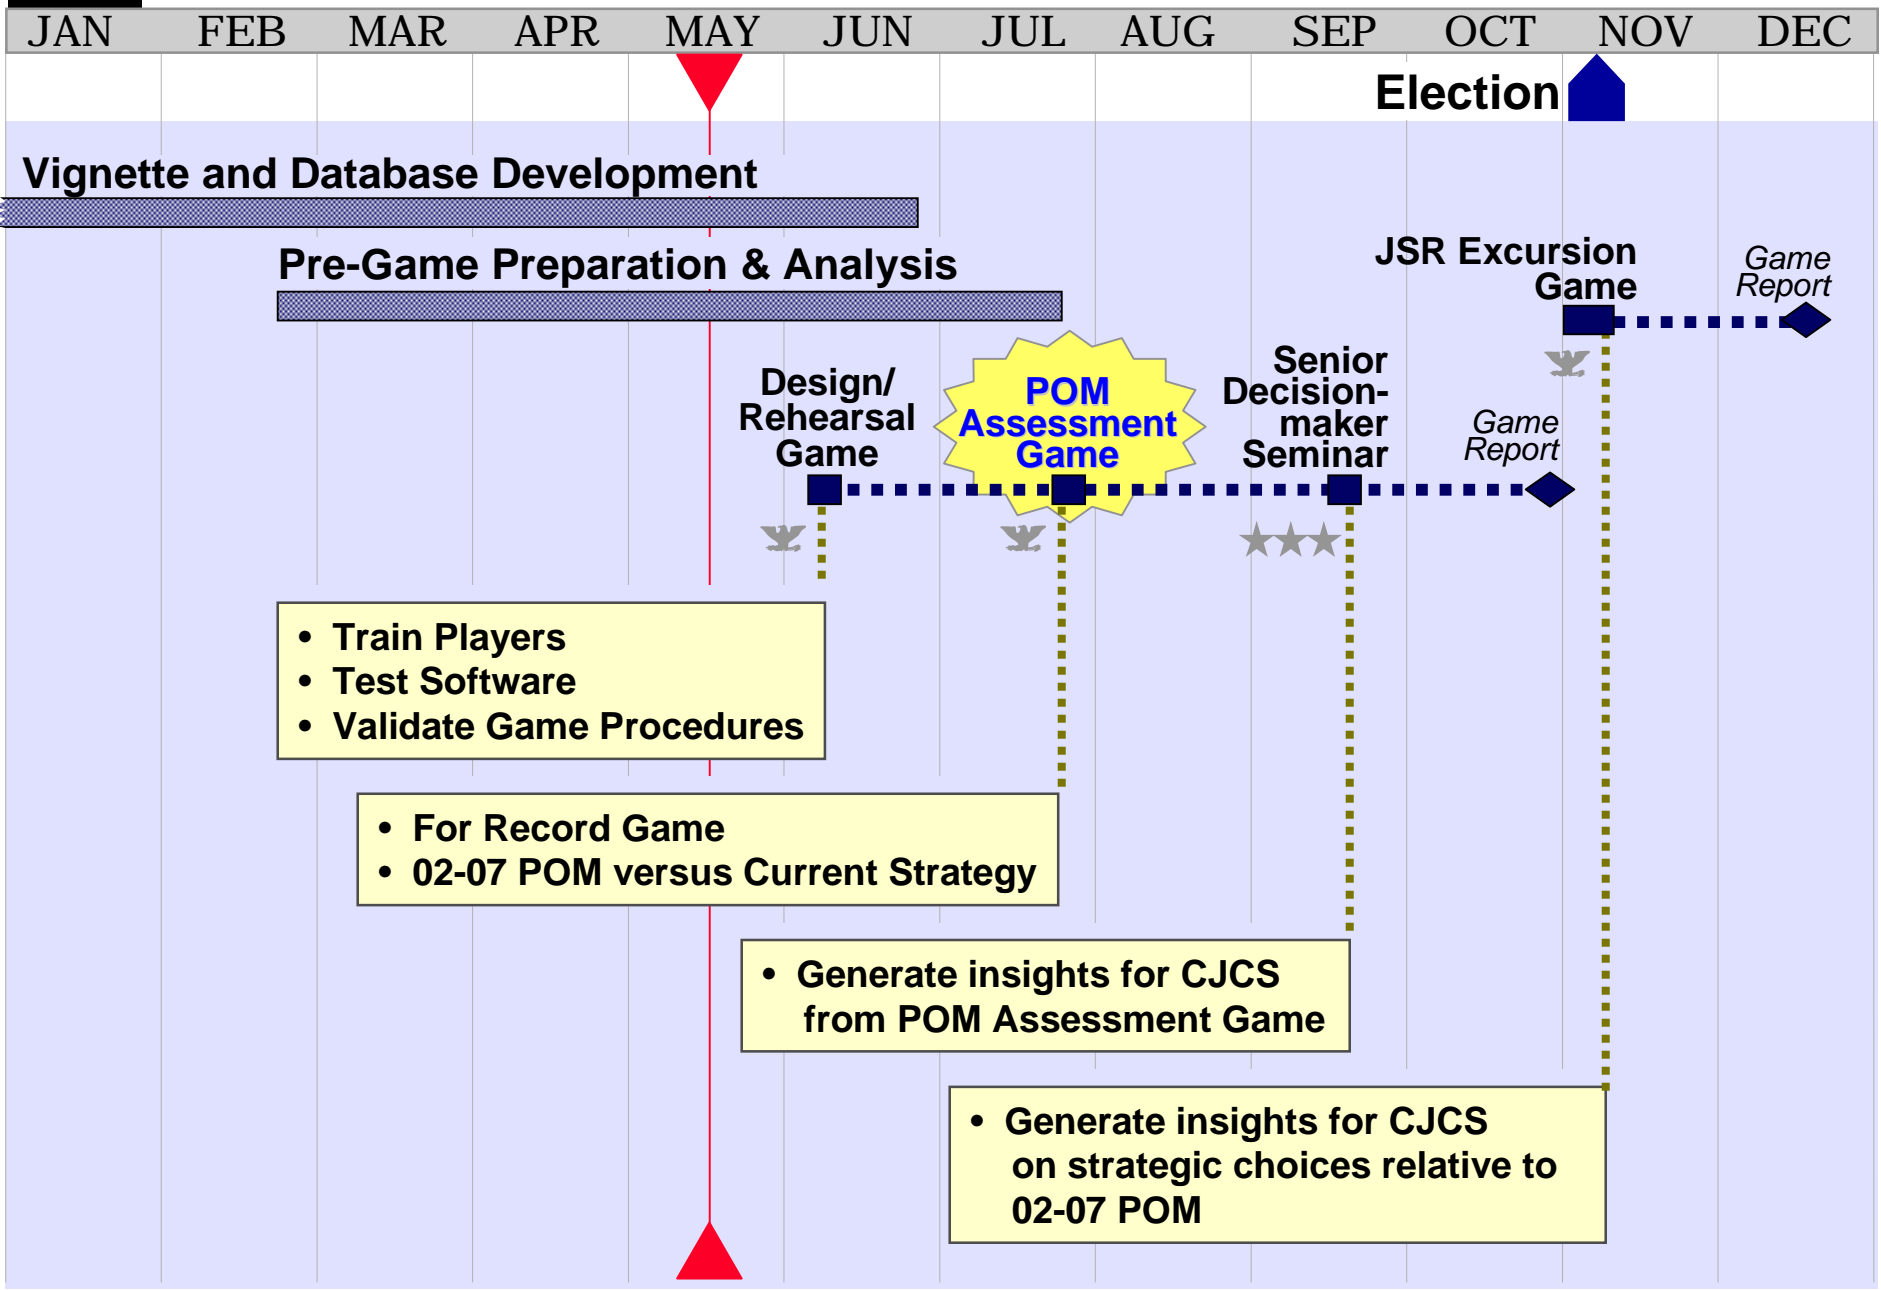 JAN FEB MAR APR MAY JUN JUL AUG SEP OCT NOV DEC
Election
Vignette and Database Development
Pre-Game Preparation & Analysis
JSR Excursion
Game
Game
Report
Design/
Rehearsal
Game
POM
Assessment
Game
Senior
Decision-
maker
Seminar
Game
Report
• Train Players
• Test Software
• Validate Game Procedures
• For Record Game
• 02-07 POM versus Current Strategy
• Generate insights for CJCS
from POM Assessment Game
• Generate insights for CJCS
on strategic choices relative to
02-07 POM